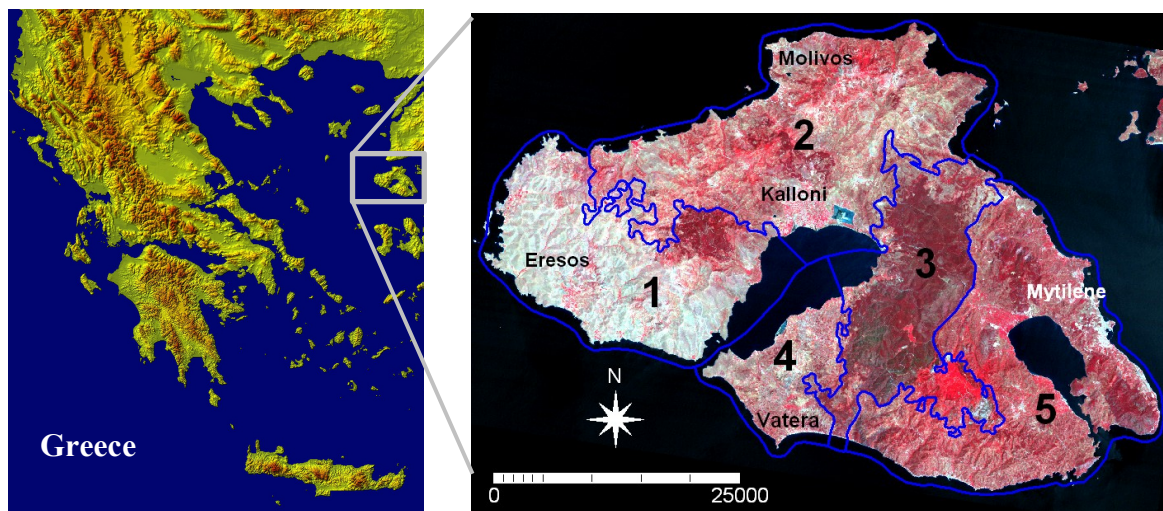 Greece
Molivos
2
Kalloni
Eresos
1
3
Mytilene
4
N
Vatera
5
0 25000